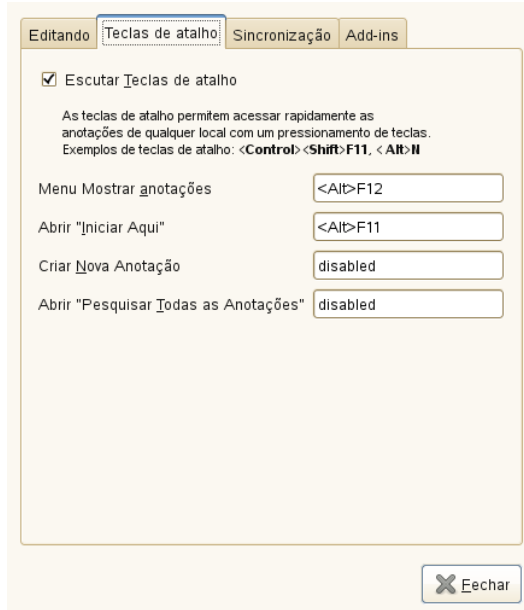 Editando Teclas de atalho Sincronização Add-ins
Escutar Teclas de atalho
As teclas de atalho permitem acessar rapidamente as
anotações de qualquer local com um pressionamento de teclas.
Exemplos de teclas de atalho: <Control><Shift>F11, <Alt>N
Menu Mostrar anotações <Alt>F12
Abrir "Iniciar Aqui" <Alt>F11
Criar Nova Anotação disabled
Abrir "Pesquisar Todas as Anotações" disabled
Fechar